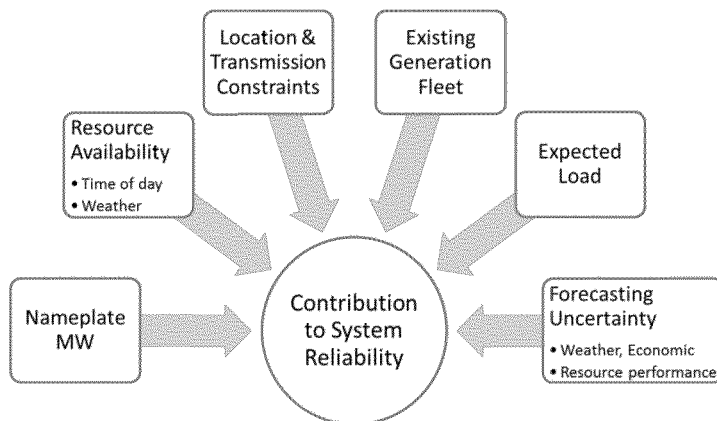 Location &
Transmission
Constraints
Existing
Generation
Fleet
Resource
Availability
• Time of day
• Weather
Expected
Load
Nameplate
MW
Contribution
to System
Reliability
Forecasting
Uncertainty
• Weather, Economic
• Resource performance